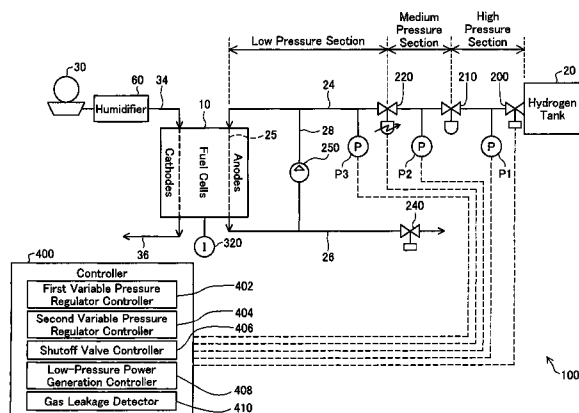 Low Pressure Section
Medium Pressure Section
High Pressure Section
30
60
34
Humidifier
10
24
220
210
200
20
Hydrogen Tank
28
25
250
P
P3
P
P2
P
P1
Cathodes
Fuel Cells
Anodes
240
36
I
320
26
400
Controller
First Variable Pressure Regulator Controller
402
Second Variable Pressure Regulator Controller
404
406
Shutoff Valve Controller
Low-Pressure Power Generation Controller
408
Gas Leakage Detector
410
100